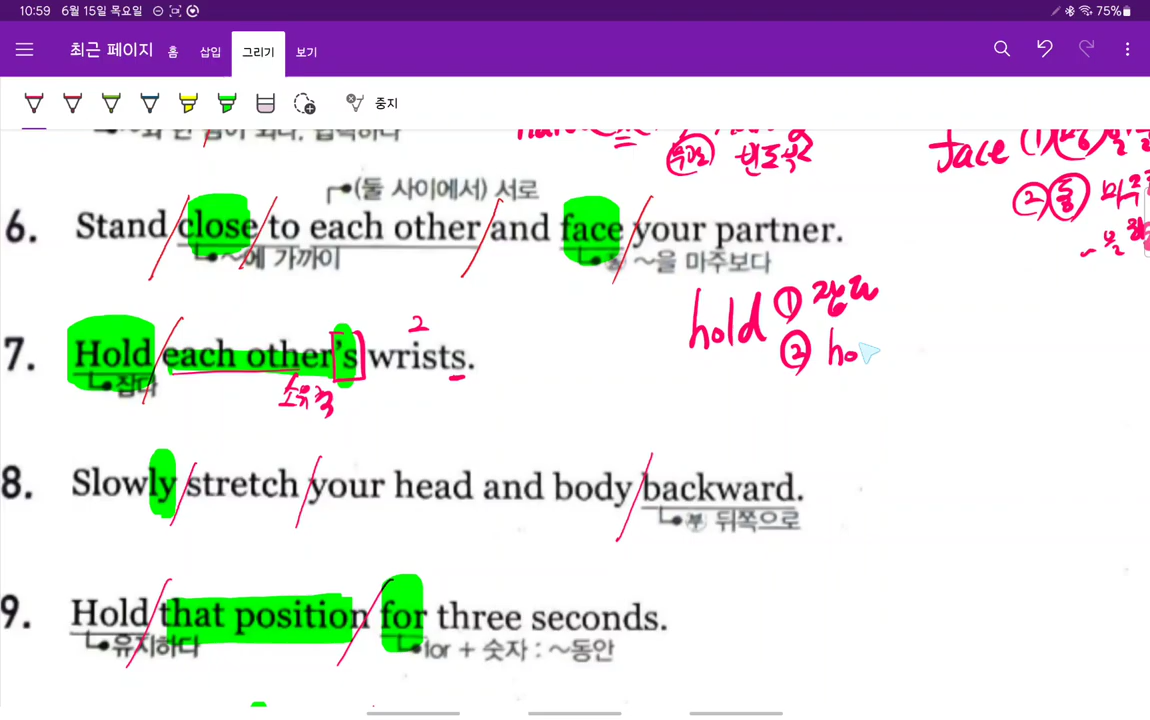 10:59 6월 15일 목요일 75%
최근 페이지 홈 삽입 그리기 보기
중지
face ①
②
(둘 사이에서) 서로
6. Stand close to each other and face your partner.
~에 가까이 동 ~을 마주보다
hold ① 잡다
② ho
2
7. Hold each other's wrists.
잡다
소유격
8. Slowly stretch your head and body backward.
부 뒤쪽으로
9. Hold that position for three seconds.
유지하다 for + 숫자 : ~동안